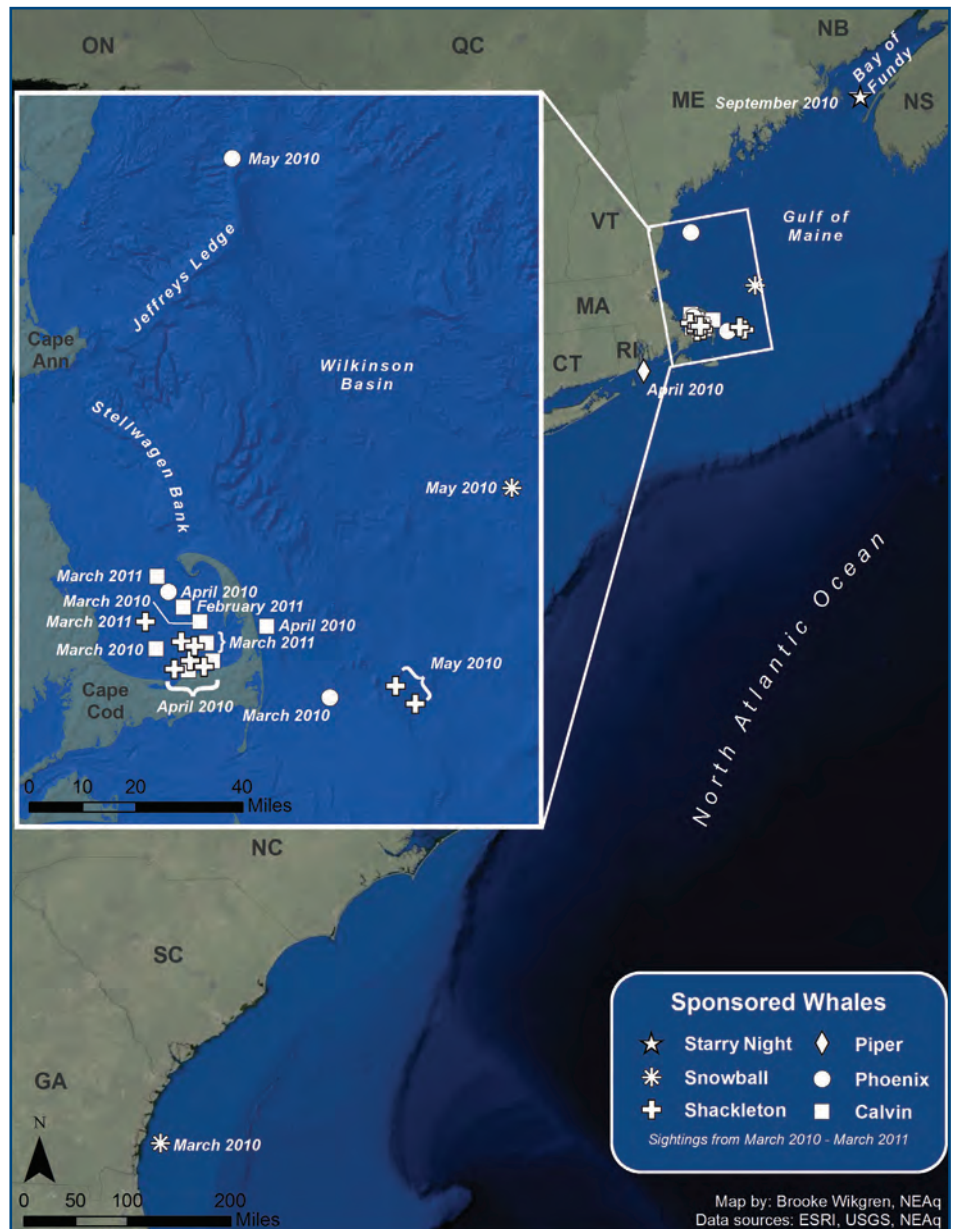 ON
QC
NB
Bay of
Fundy
ME
September 2010
NS
VT
Gulf of
Maine
MA
RI
CT
April 2010
May 2010
Jeffreys Ledge
Cape
Ann
Wilkinson
Basin
Stellwagen Bank
May 2010
March 2011
April 2010
March 2010
February 2011
March 2011
April 2010
March 2011
March 2010
May 2010
Cape
Cod
April 2010
March 2010
0 10 20 40
Miles
North Atlantic Ocean
NC
SC
GA
N
March 2010
0 50 100 200
Miles
Sponsored Whales
Starry Night Piper
Snowball Phoenix
Shackleton Calvin
Sightings from March 2010 - March 2011
Map by: Brooke Wikgren, NEAq
Data sources: ESRI, USGS, NEAq